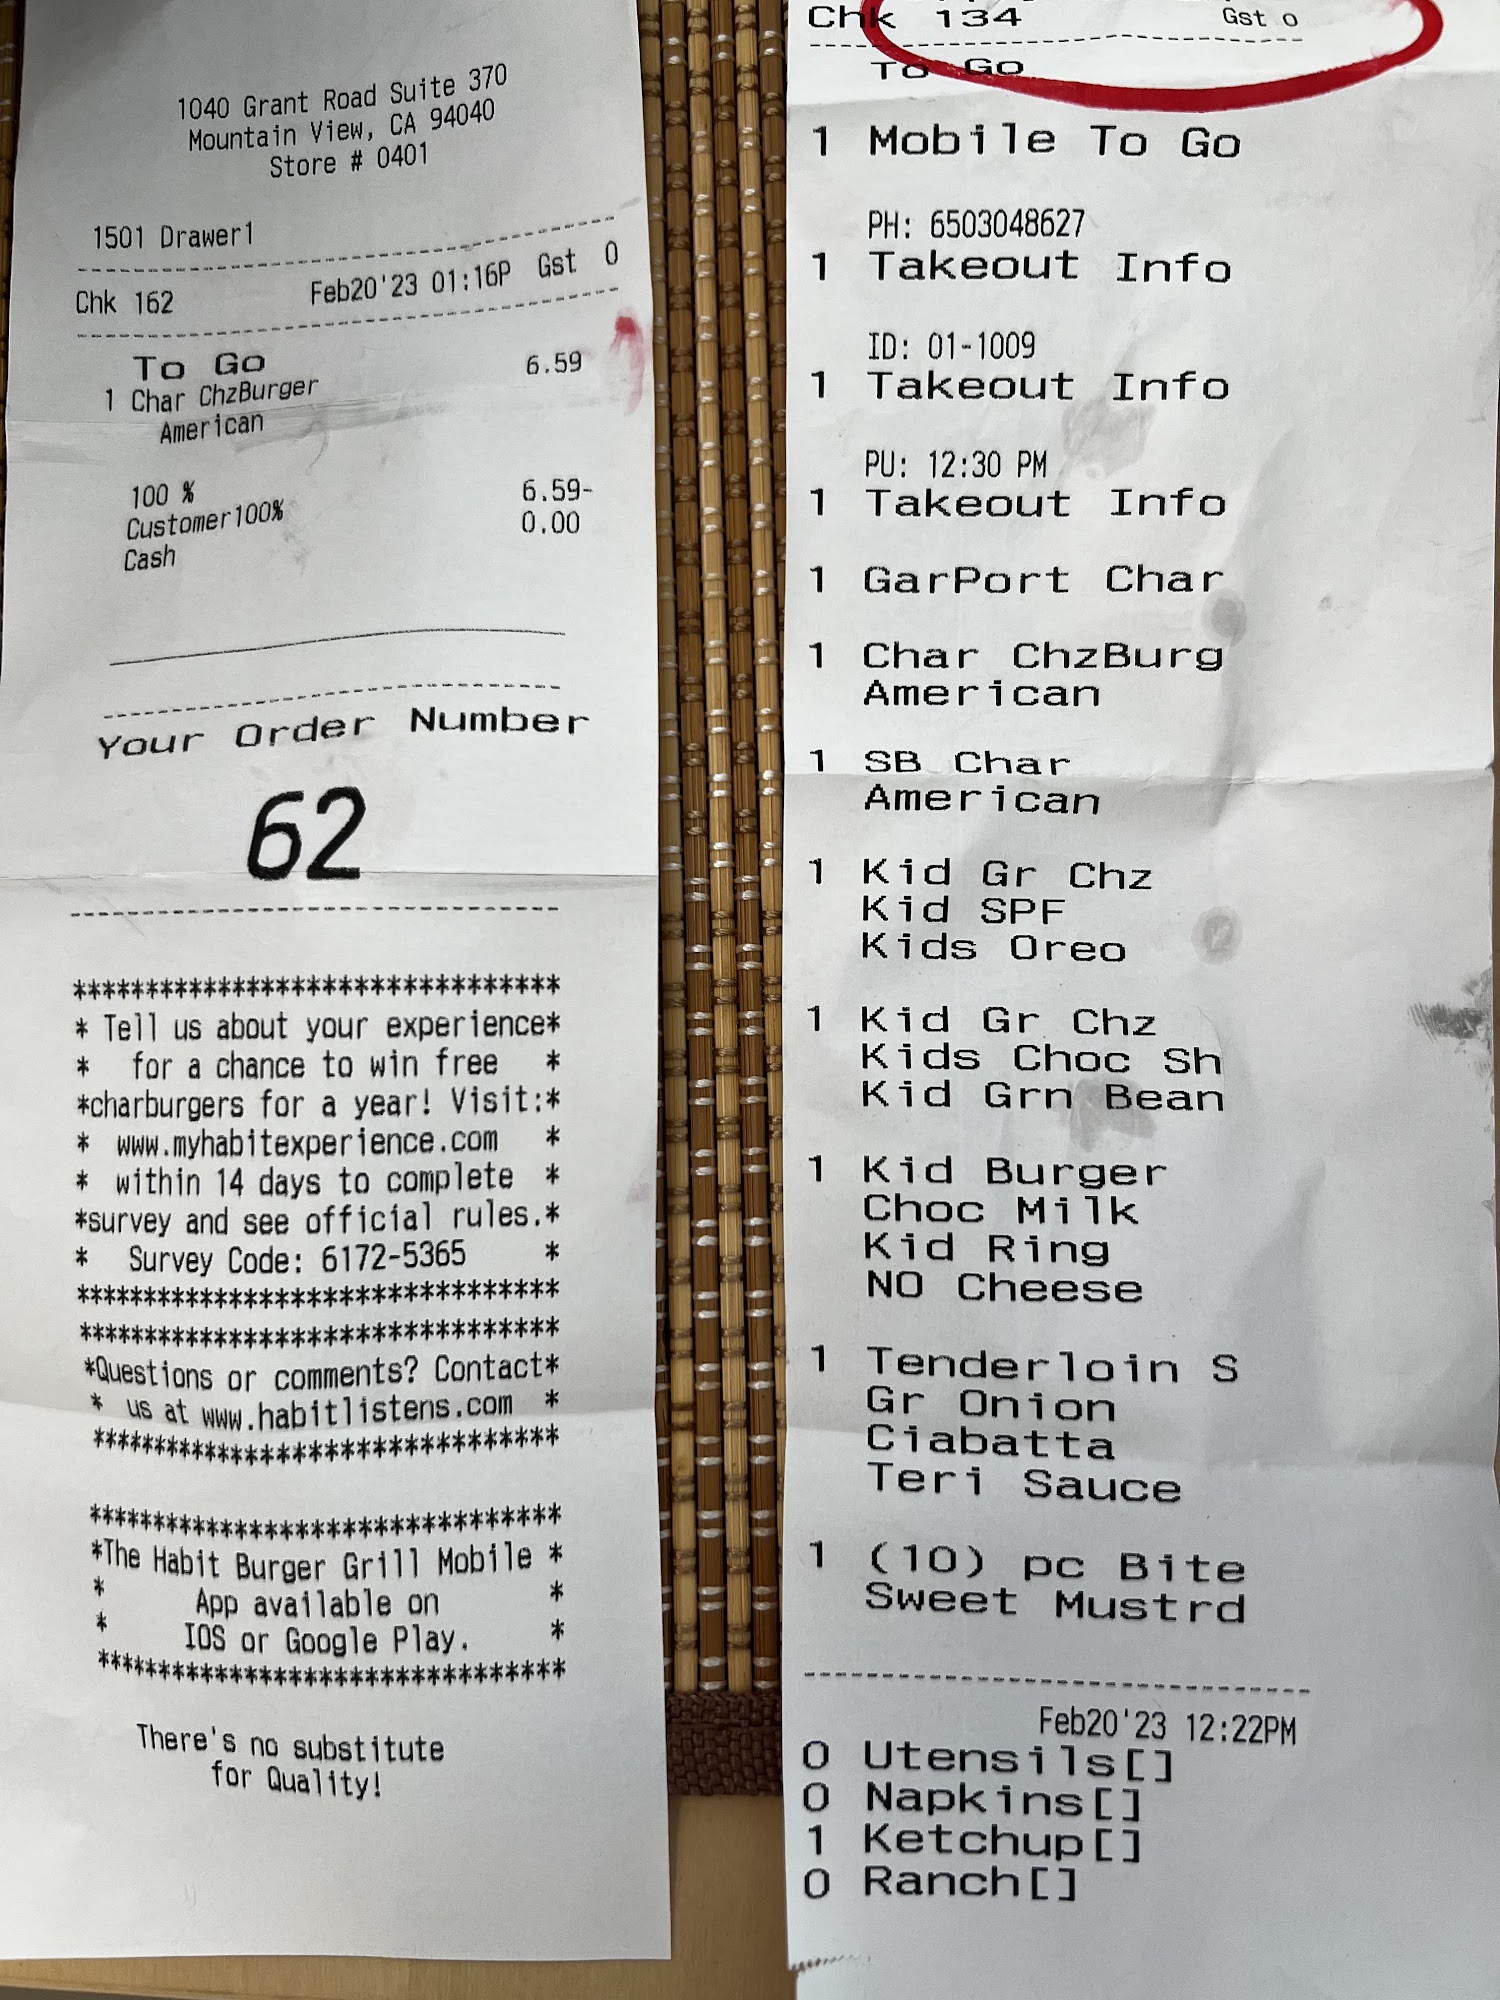 1040 Grant Road Suite 370
Mountain View, CA 94040
Store # 0401
1501 Drawer1
Chk 162 Feb20'23 01:16P Gst 0
To Go
1 Char ChzBurger 6.59
American
100 %
Customer100% 6.59-
Cash 0.00
Your Order Number
62
********************************
* Tell us about your experience*
* for a chance to win free *
*charburgers for a year! Visit:*
* www.myhabitexperience.com *
* within 14 days to complete *
*survey and see official rules.*
* Survey Code: 6172-5365 *
********************************
********************************
*Questions or comments? Contact*
* us at www.habitlistens.com *
********************************
********************************
*The Habit Burger Grill Mobile *
* App available on *
* IOS or Google Play. *
********************************
There's no substitute
for Quality!
Chk 134 Gst 0
To Go
1 Mobile To Go
PH: 6503048627
1 Takeout Info
ID: 01-1009
1 Takeout Info
PU: 12:30 PM
1 Takeout Info
1 GarPort Char
1 Char ChzBurg
American
1 SB Char
American
1 Kid Gr Chz
Kid SPF
Kids Oreo
1 Kid Gr Chz
Kids Choc Sh
Kid Grn Bean
1 Kid Burger
Choc Milk
Kid Ring
NO Cheese
1 Tenderloin S
Gr Onion
Ciabatta
Teri Sauce
1 (10) pc Bite
Sweet Mustrd
Feb20'23 12:22PM
0 Utensils[]
0 Napkins[]
1 Ketchup[]
0 Ranch[]